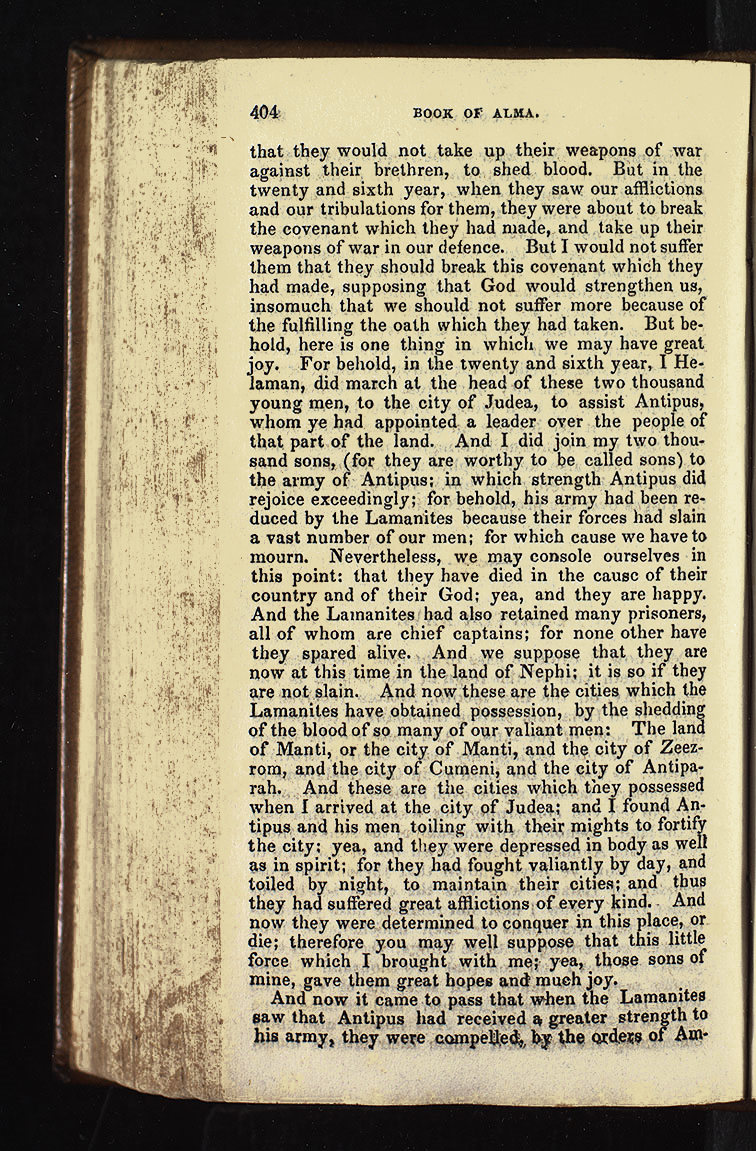 404 BOOK OF ALMA.
that they would not take up their weapons of war
against their brethren, to shed blood. But in the
twenty and sixth year, when they saw our afflictions
and our tribulations for them, they were about to break
the covenant which they had made, and take up their
weapons of war in our defence. But I would not suffer
them that they should break this covenant which they
had made, supposing that God would strengthen us,
insomuch that we should not suffer more because of
the fulfilling the oath which they had taken. But be-
hold, here is one thing in which we may have great
joy. For behold, in the twenty and sixth year, I He-
laman, did march at the head of these two thousand
young men, to the city of Judea, to assist Antipus,
whom ye had appointed a leader over the people of
that part of the land. And I did join my two thou-
sand sons, (for they are worthy to be called sons) to
the army of Antipus; in which strength Antipus did
rejoice exceedingly; for behold, his army had been re-
duced by the Lamanites because their forces had slain
a vast number of our men; for which cause we have to
mourn. Nevertheless, we may console ourselves in
this point: that they have died in the cause of their
country and of their God; yea, and they are happy.
And the Lamanites had also retained many prisoners,
all of whom are chief captains; for none other have
they spared alive. And we suppose that they are
now at this time in the land of Nephi; it is so if they
are not slain. And now these are the cities which the
Lamanites have obtained possession, by the shedding
of the blood of so many of our valiant men: The land
of Manti, or the city of Manti, and the city of Zeez-
rom, and the city of Cumeni, and the city of Antipa-
rah. And these are the cities which they possessed
when I arrived at the city of Judea; and I found An-
tipus and his men toiling with their mights to fortify
the city; yea, and they were depressed in body as well
as in spirit; for they had fought valiantly by day, and
toiled by night, to maintain their cities; and thus
they had suffered great afflictions of every kind. And
now they were determined to conquer in this place, or
die; therefore you may well suppose that this little
force which I brought with me; yea, those sons of
mine, gave them great hopes and much joy.
And now it came to pass that when the Lamanites
saw that Antipus had received a greater strength to
his army, they were compelled, by the orders of Am-